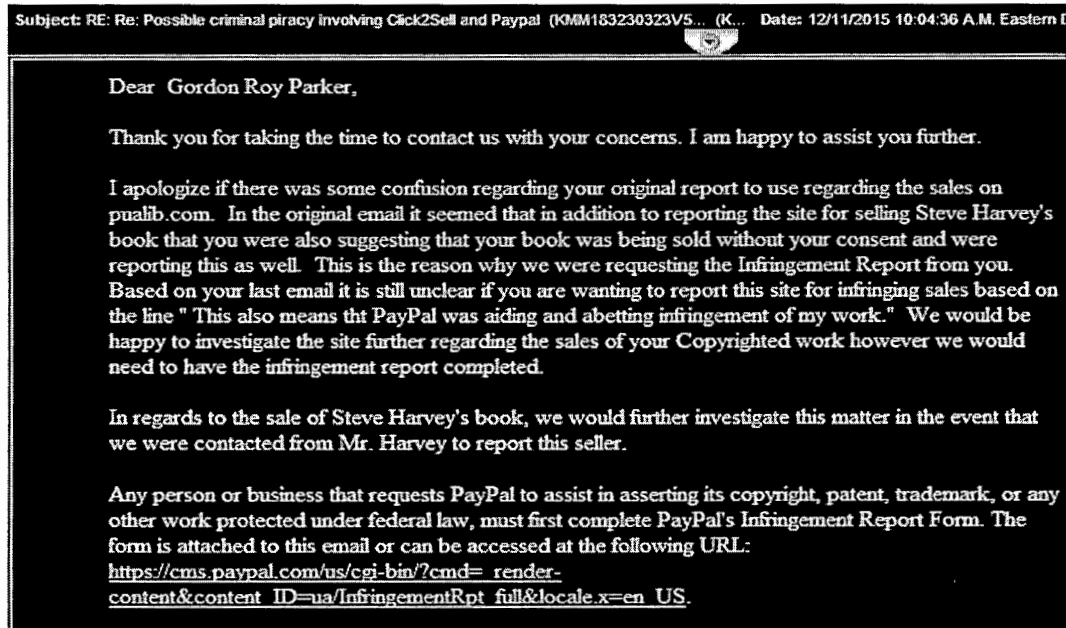 Subject: RE: Re: Possible criminal piracy involving Click2Sell and Paypal (KMM183230323V5... (K... Date: 12/11/2015 10:04:36 A.M. Eastern D
Dear Gordon Roy Parker,
Thank you for taking the time to contact us with your concerns. I am happy to assist you further.
I apologize if there was some confusion regarding your original report to use regarding the sales on
pualib.com. In the original email it seemed that in addition to reporting the site for selling Steve Harvey's
book that you were also suggesting that your book was being sold without your consent and were
reporting this as well. This is the reason why we were requesting the Infringement Report from you.
Based on your last email it is still unclear if you are wanting to report this site for infringing sales based on
the line " This also means tht PayPal was aiding and abetting infringement of my work." We would be
happy to investigate the site further regarding the sales of your Copyrighted work however we would
need to have the infringement report completed.
In regards to the sale of Steve Harvey's book, we would further investigate this matter in the event that
we were contacted from Mr. Harvey to report this seller.
Any person or business that requests PayPal to assist in asserting its copyright, patent, trademark, or any
other work protected under federal law, must first complete PayPal's Infringement Report Form. The
form is attached to this email or can be accessed at the following URL:
https://cms.paypal.com/us/cgi-bin/?cmd=_render-
content&content_ID=ua/InfringementRpt_full&locale.x=en_US.